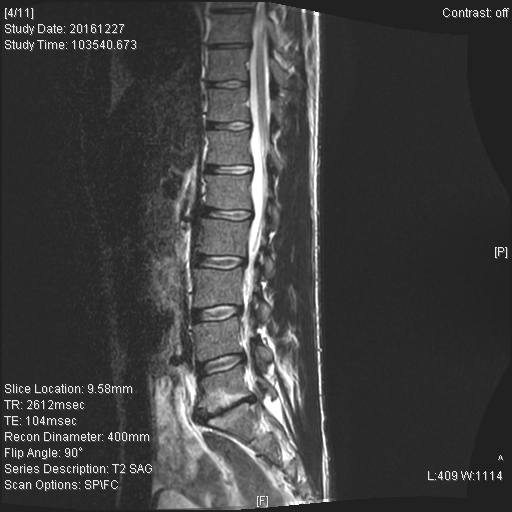 [4/11]
Study Date: 20161227
Study Time: 103540.673
Contrast: off
[P]
Slice Location: 9.58mm
TR: 2612msec
TE: 104msec
Recon Dinameter: 400mm
Flip Angle: 90°
Series Description: T2 SAG
Scan Options: SP\FC
L:409 W:1114
[F]